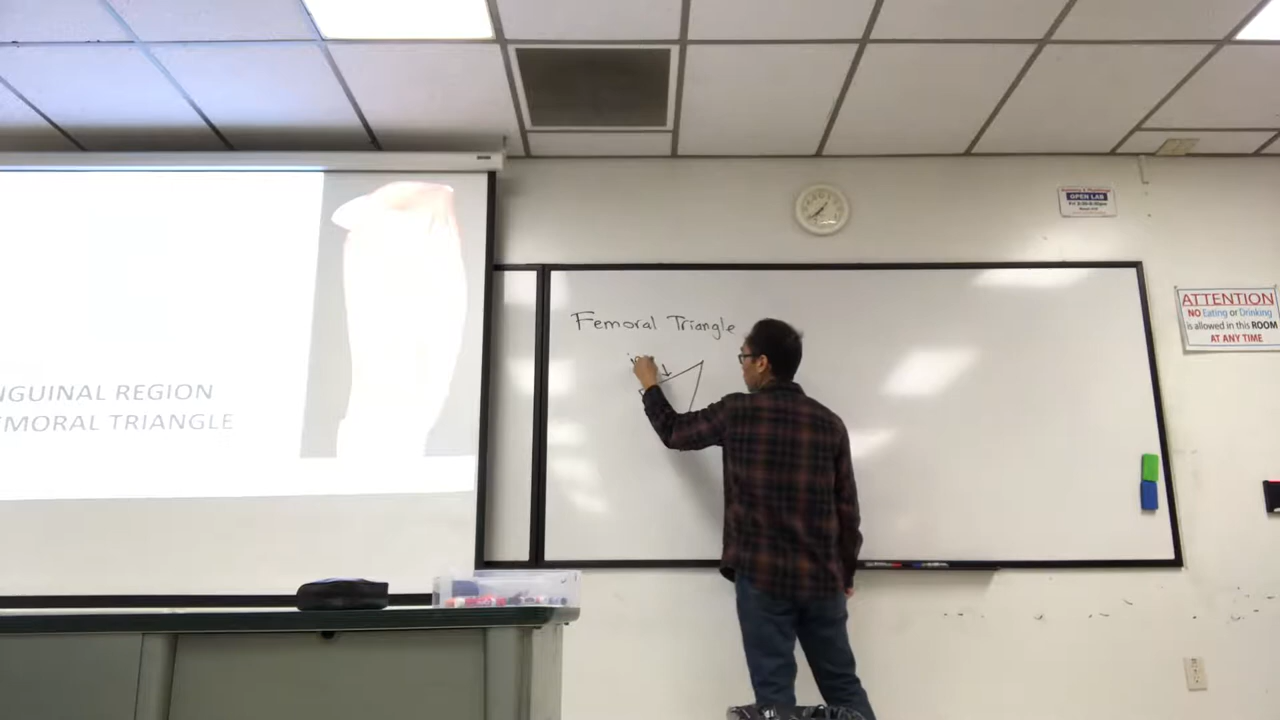 NGUINAL REGION
EMORAL TRIANGLE
Femoral Triangle
OPEN LAB
ATTENTION
NO Eating or Drinking
is allowed in this ROOM
AT ANY TIME